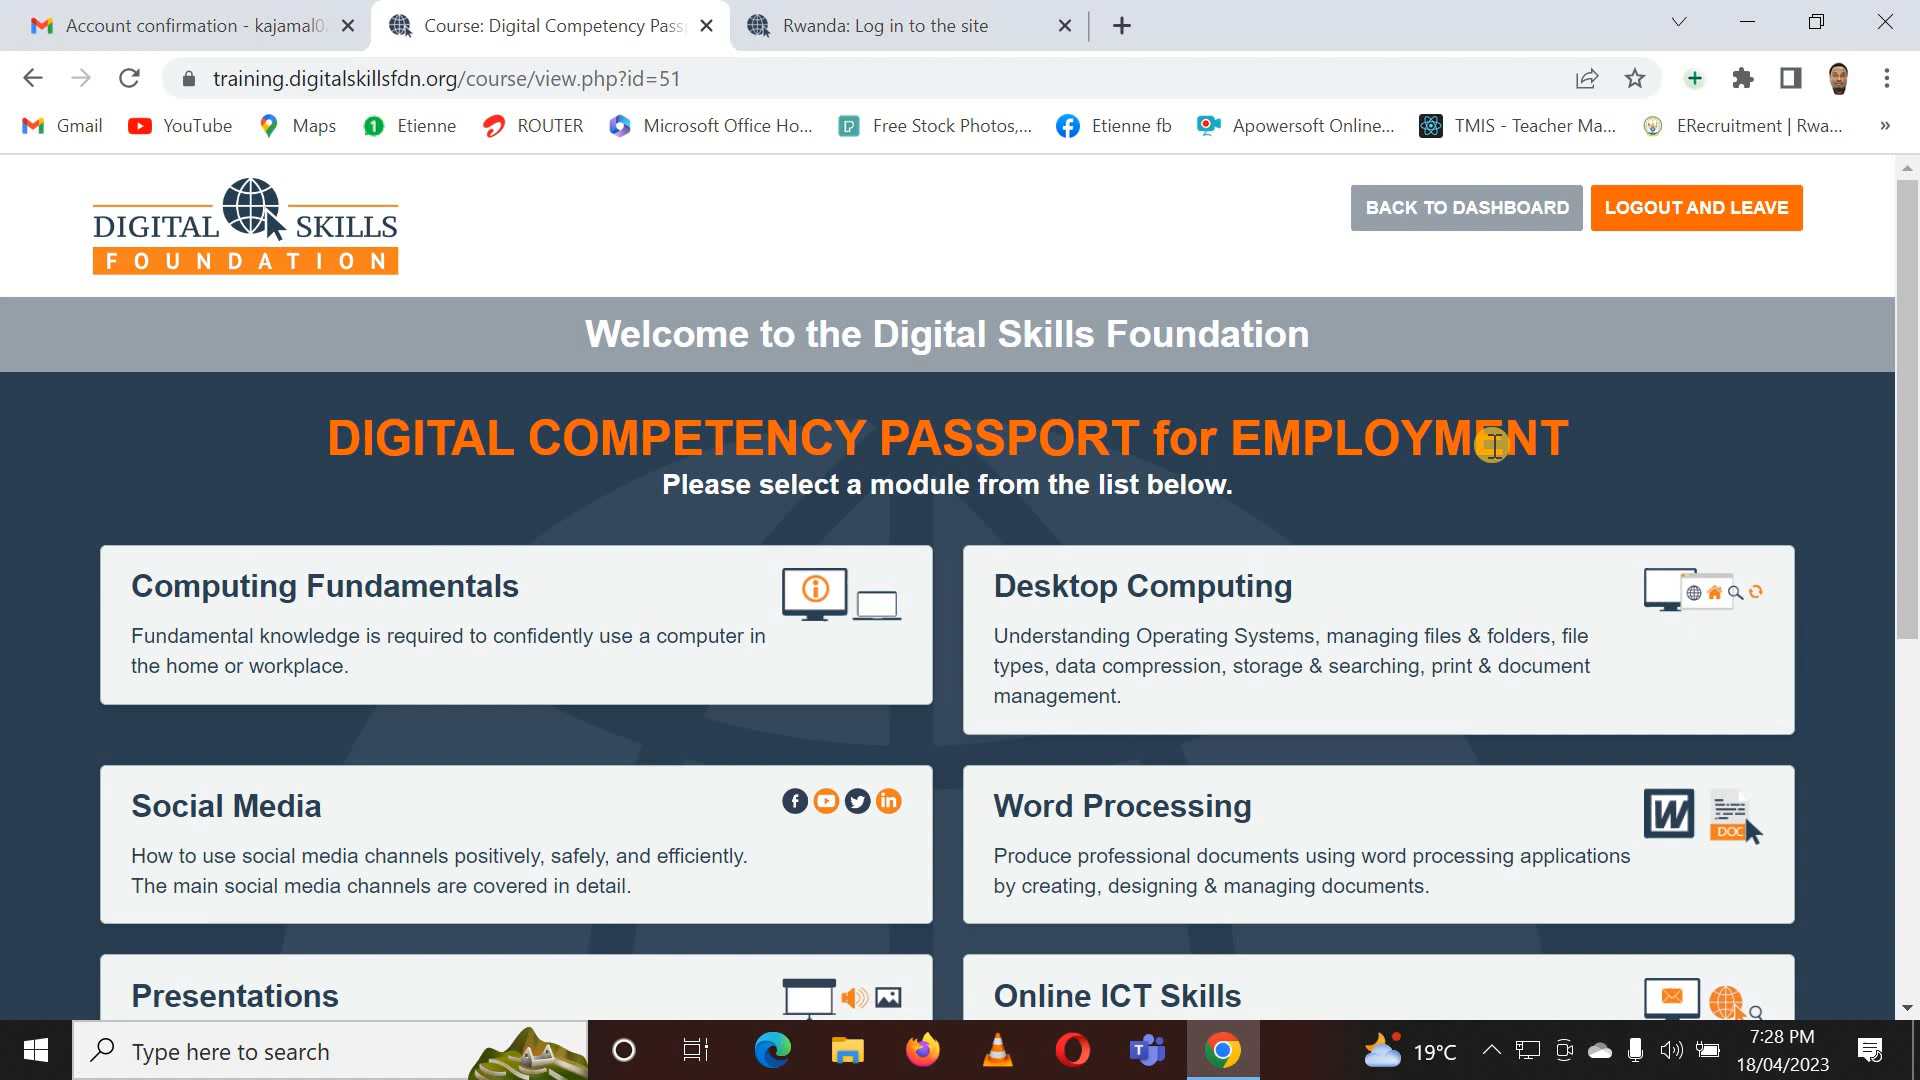 Account confirmation - kajamal0
Course: Digital Competency Pass
Rwanda: Log in to the site
training.digitalskillsfdn.org/course/view.php?id=51
Gmail
YouTube
Maps
1
Etienne
ROUTER
Microsoft Office Ho...
Free Stock Photos,...
Etienne fb
Apowersoft Online...
TMIS - Teacher Ma...
ERecruitment | Rwa...
»
DIGITAL SKILLS
FOUNDATION
BACK TO DASHBOARD
LOGOUT AND LEAVE
Welcome to the Digital Skills Foundation
DIGITAL COMPETENCY PASSPORT for EMPLOYMENT
Please select a module from the list below.
Computing Fundamentals
Fundamental knowledge is required to confidently use a computer in
the home or workplace.
Desktop Computing
Understanding Operating Systems, managing files & folders, file
types, data compression, storage & searching, print & document
management.
Social Media
How to use social media channels positively, safely, and efficiently.
The main social media channels are covered in detail.
Word Processing
W
DOC
Produce professional documents using word processing applications
by creating, designing & managing documents.
Presentations
Online ICT Skills
Type here to search
19°C
7:28 PM
18/04/2023